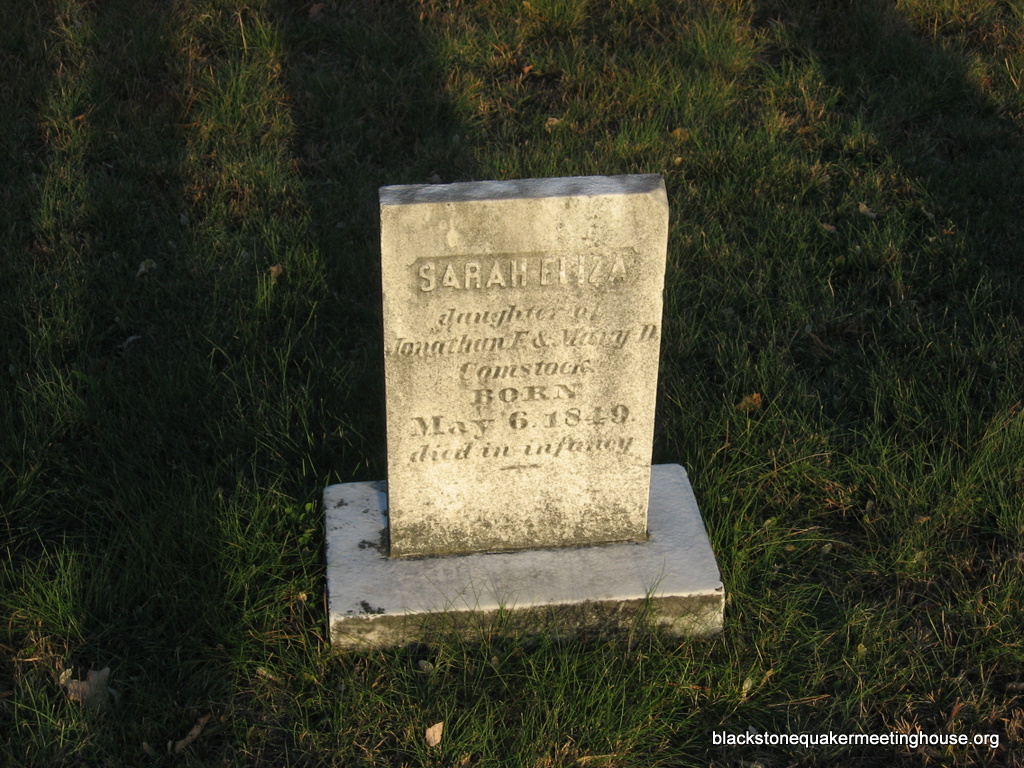 SARAH ELIZA
daughter of
Jonathan F. & Mary D.
Comstock.
BORN
May 6. 1849.
died in infancy
blackstonequakermeetinghouse.org